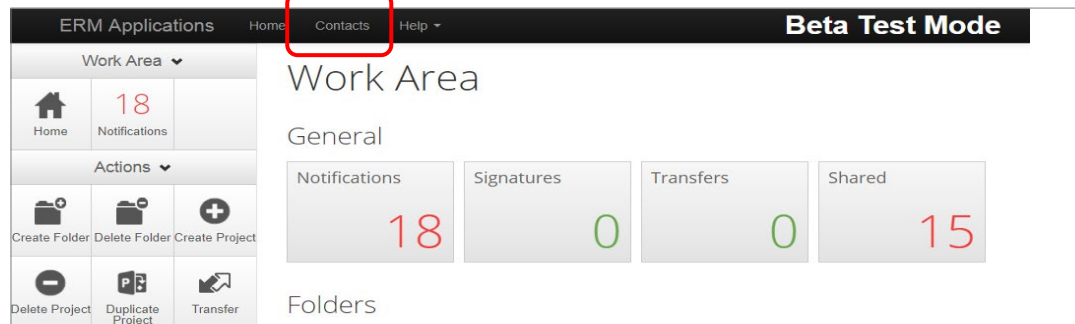 ERM Applications Home Contacts Help Beta Test Mode
Work Area
18
Home Notifications
Actions
Create Folder Delete Folder Create Project
Delete Project Duplicate Project Transfer
Work Area
General
Notifications Signatures Transfers Shared
18 0 0 15
Folders